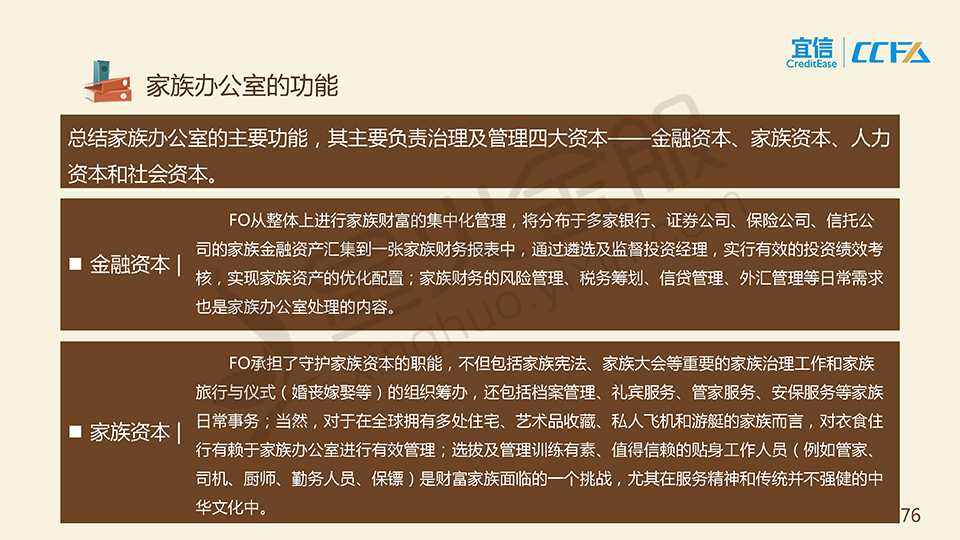 宜信
CreditEase
CCFA
家族办公室的功能
总结家族办公室的主要功能，其主要负责治理及管理四大资本——金融资本、家族资本、人力
资本和社会资本。
金融资本
FO从整体上进行家族财富的集中化管理，将分布于多家银行、证券公司、保险公司、信托公
司的家族金融资产汇集到一张家族财务报表中，通过遴选及监督投资经理，实行有效的投资绩效考
核，实现家族资产的优化配置；家族财务的风险管理、税务筹划、信贷管理、外汇管理等日常需求
也是家族办公室处理的内容。
家族资本
FO承担了守护家族资本的职能，不但包括家族宪法、家族大会等重要的家族治理工作和家族
旅行与仪式（婚丧嫁娶等）的组织筹办，还包括档案管理、礼宾服务、管家服务、安保服务等家族
日常事务；当然，对于在全球拥有多处住宅、艺术品收藏、私人飞机和游艇的家族而言，对衣食住
行有赖于家族办公室进行有效管理；选拔及管理训练有素、值得信赖的贴身工作人员（例如管家、
司机、厨师、勤务人员、保镖）是财富家族面临的一个挑战，尤其在服务精神和传统并不强健的中
华文化中。
76